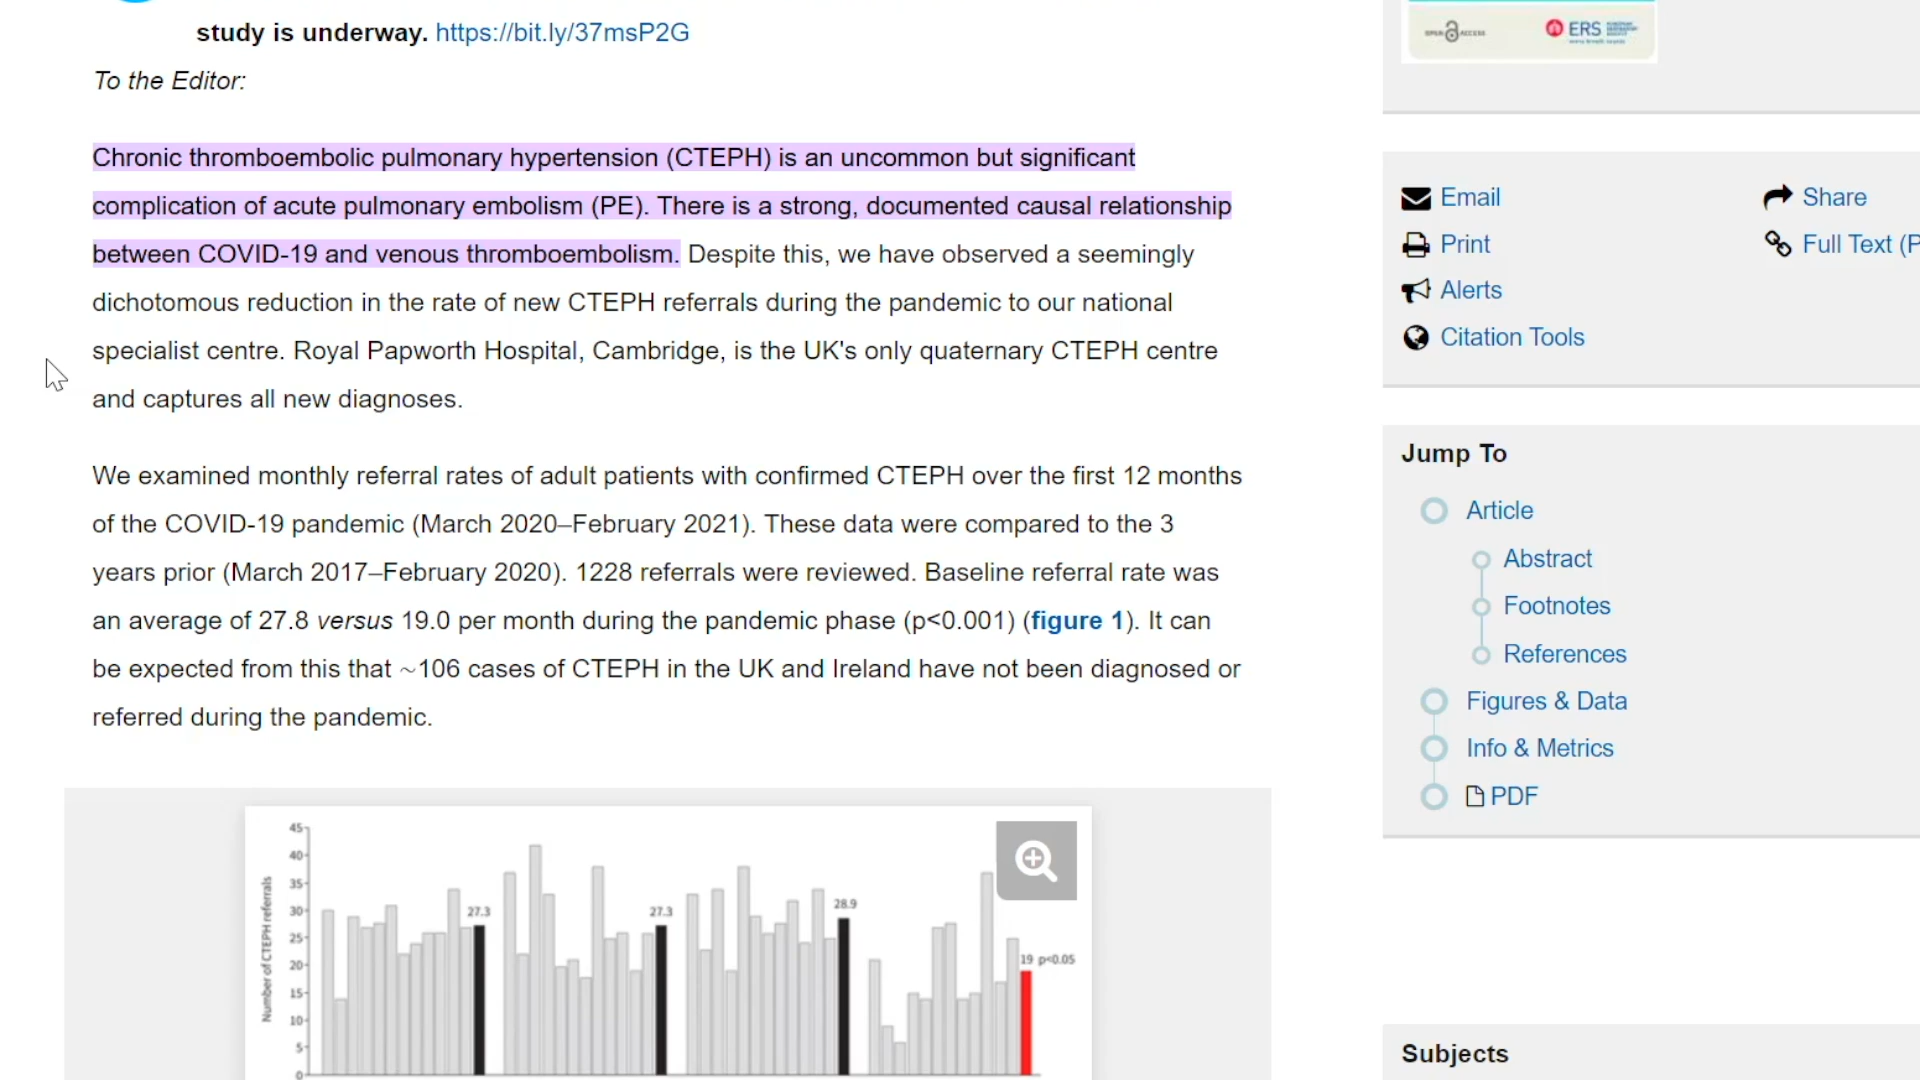 study is underway. https://bit.ly/37msP2G
To the Editor:
Chronic thromboembolic pulmonary hypertension (CTEPH) is an uncommon but significant
complication of acute pulmonary embolism (PE). There is a strong, documented causal relationship
between COVID-19 and venous thromboembolism. Despite this, we have observed a seemingly
dichotomous reduction in the rate of new CTEPH referrals during the pandemic to our national
specialist centre. Royal Papworth Hospital, Cambridge, is the UK's only quaternary CTEPH centre
and captures all new diagnoses.
We examined monthly referral rates of adult patients with confirmed CTEPH over the first 12 months
of the COVID-19 pandemic (March 2020–February 2021). These data were compared to the 3
years prior (March 2017–February 2020). 1228 referrals were reviewed. Baseline referral rate was
an average of 27.8 versus 19.0 per month during the pandemic phase (p<0.001) (figure 1). It can
be expected from this that ~106 cases of CTEPH in the UK and Ireland have not been diagnosed or
referred during the pandemic.
Number of CTEPH referrals
45
40
35
30
25
20
15
10
5
0
27.3
27.3
28.9
19 p<0.05
OPEN ACCESS
ERS
Email
Share
Print
Full Text (P
Alerts
Citation Tools
Jump To
Article
Abstract
Footnotes
References
Figures & Data
Info & Metrics
PDF
Subjects